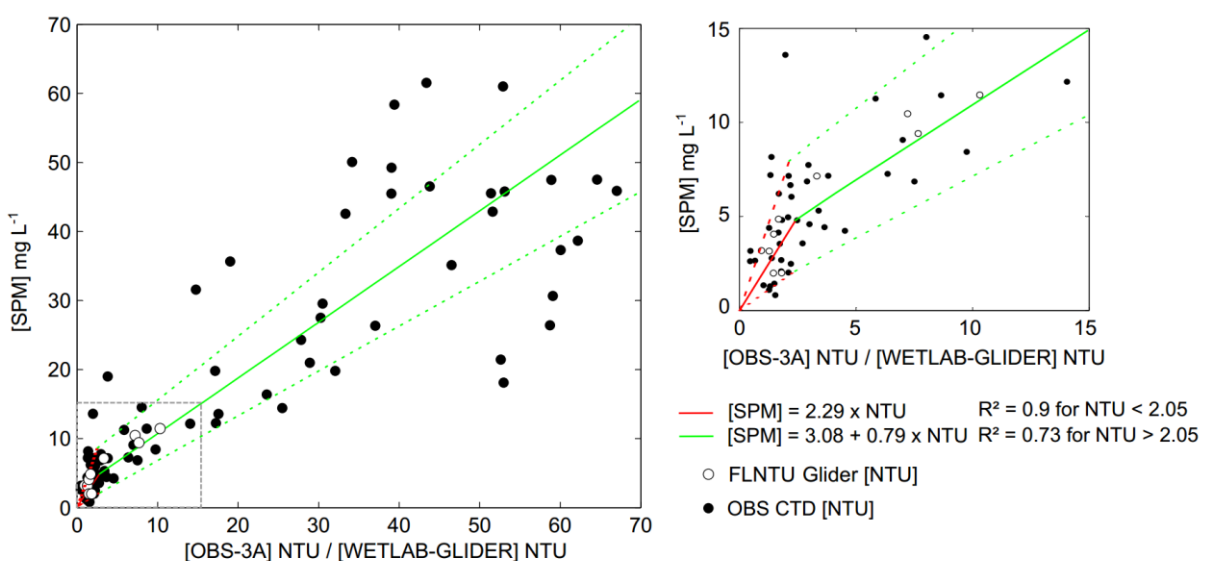 70
60
50
40
30
20
10
0
[SPM] mg L⁻¹
0 10 20 30 40 50 60 70
[OBS-3A] NTU / [WETLAB-GLIDER] NTU
15
10
5
0
[SPM] mg L⁻¹
0 5 10 15
[OBS-3A] NTU / [WETLAB-GLIDER] NTU
[SPM] = 2.29 x NTU R² = 0.9 for NTU < 2.05
[SPM] = 3.08 + 0.79 x NTU R² = 0.73 for NTU > 2.05
FLNTU Glider [NTU]
OBS CTD [NTU]